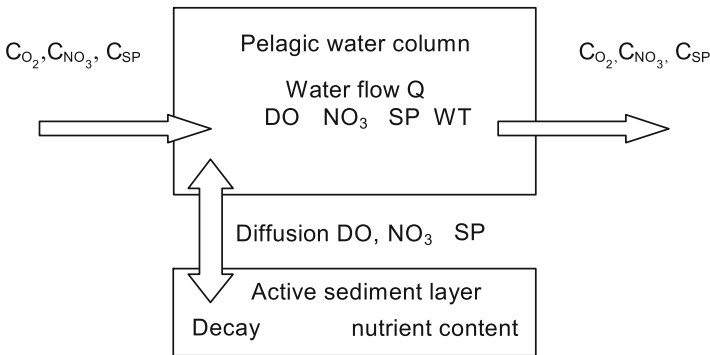 Pelagic water column
C_O₂,C_NO₃, C_SP
C_O₂,C_NO₃, C_SP
Water flow Q
DO NO₃ SP WT
Diffusion DO, NO₃ SP
Active sediment layer
Decay nutrient content